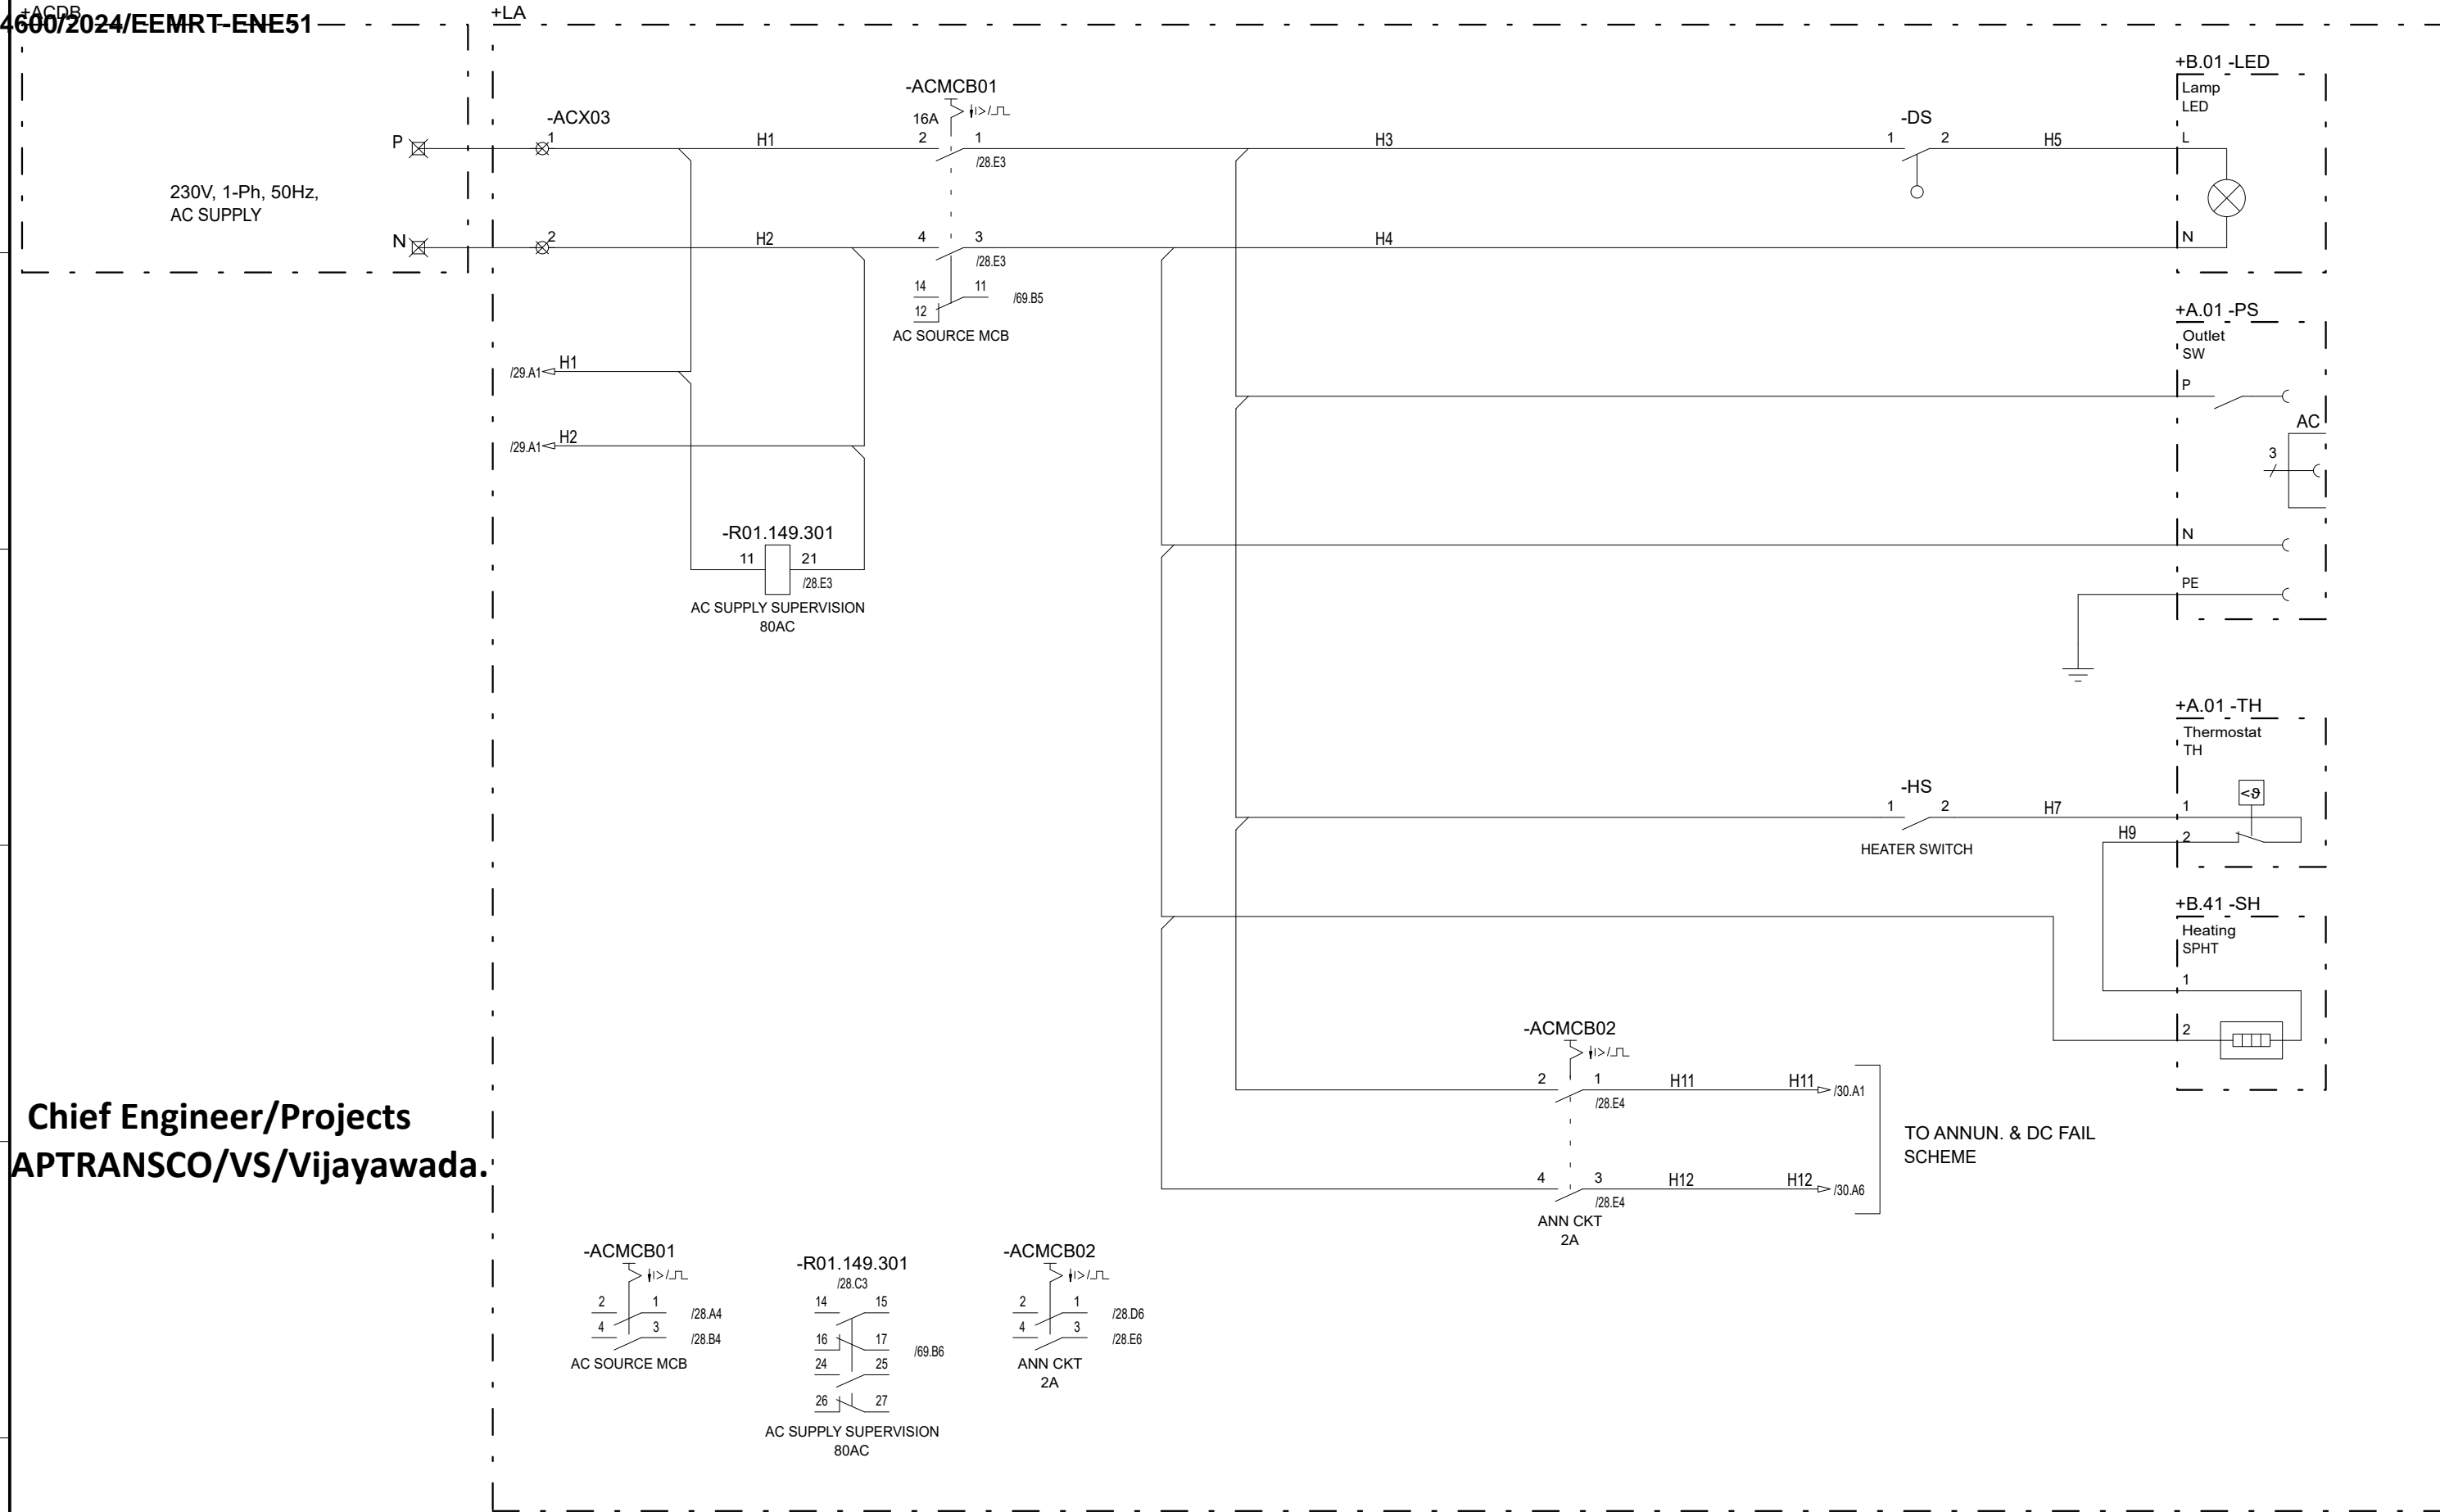 +ACDB
4600/2024/EEMRT-ENE51
+LA
230V, 1-Ph, 50Hz,
AC SUPPLY
P
N
-ACX03
1
2
H1
H2
-ACMCB01
16A
2
1
/28.E3
4
3
/28.E3
14
11
12
/69.B5
AC SOURCE MCB
H3
H4
-DS
1
2
H5
+B.01 -LED
Lamp
LED
L
N
/29.A1
H1
/29.A1
H2
-R01.149.301
11
21
/28.E3
AC SUPPLY SUPERVISION
80AC
+A.01 -PS
Outlet
SW
P
AC
3
N
PE
+A.01 -TH
Thermostat
TH
<ϑ
1
2
-HS
1
2
H7
HEATER SWITCH
H9
+B.41 -SH
Heating
SPHT
1
2
-ACMCB02
I>/
2
1
/28.E4
H11
H11
/30.A1
4
3
/28.E4
H12
H12
/30.A6
ANN CKT
2A
TO ANNUN. & DC FAIL
SCHEME
Chief Engineer/Projects
APTRANSCO/VS/Vijayawada.
-ACMCB01
I>/
2
1
/28.A4
4
3
/28.B4
AC SOURCE MCB
-R01.149.301
/28.C3
14
15
16
17
/69.B6
24
25
26
27
AC SUPPLY SUPERVISION
80AC
-ACMCB02
I>/
2
1
/28.D6
4
3
/28.E6
ANN CKT
2A